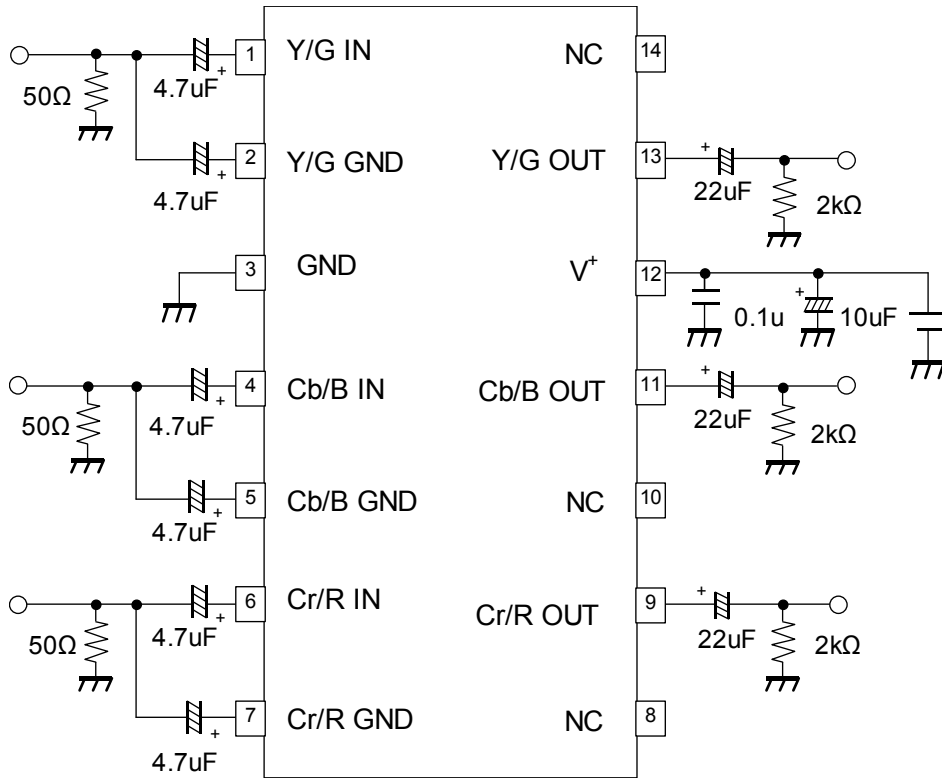 1 Y/G IN NC 14
4.7uF +
50Ω
2 Y/G GND Y/G OUT 13 +
4.7uF + 22uF
2kΩ
3 GND V+ 12
+ 0.1u 10uF
4 Cb/B IN Cb/B OUT 11 +
50Ω 4.7uF + 22uF 2kΩ
5 Cb/B GND NC 10
4.7uF +
6 Cr/R IN Cr/R OUT 9 +
50Ω 4.7uF + 22uF 2kΩ
7 Cr/R GND NC 8
4.7uF +